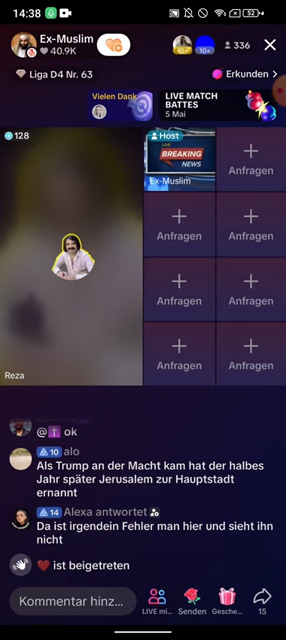 14:38
52
Ex-Muslim
40.9K
336
Liga D4 Nr. 63
Erkunden
Vielen Dank
LIVE MATCH
BATTES
5 Mai
128
Host
LIVE
BREAKING
NEWS
Ex-Muslim
Anfragen
Anfragen
Anfragen
Anfragen
Anfragen
Anfragen
Anfragen
Reza
@✝️ ok
10 alo
Als Trump an der Macht kam hat der halbes
Jahr später Jerusalem zur Hauptstadt
ernannt
14 Alexa antwortet
Da ist irgendein Fehler man hier und sieht ihn
nicht
❤️ ist beigetreten
Kommentar hinz...
LIVE mi...
Senden
Gesche...
15